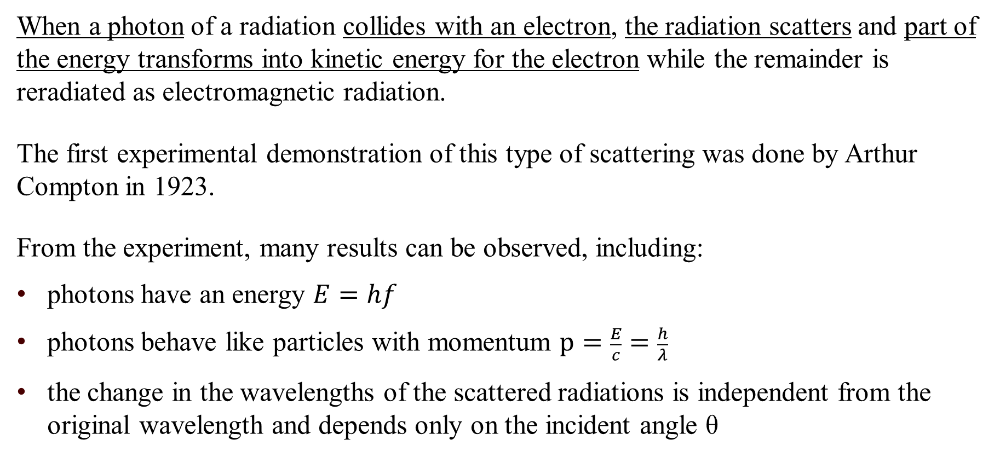 When a photon of a radiation collides with an electron, the radiation scatters and part of
the energy transforms into kinetic energy for the electron while the remainder is
reradiated as electromagnetic radiation.
The first experimental demonstration of this type of scattering was done by Arthur
Compton in 1923.
From the experiment, many results can be observed, including:
• photons have an energy E = hf
• photons behave like particles with momentum p = E/c = h/λ
• the change in the wavelengths of the scattered radiations is independent from the
original wavelength and depends only on the incident angle θ